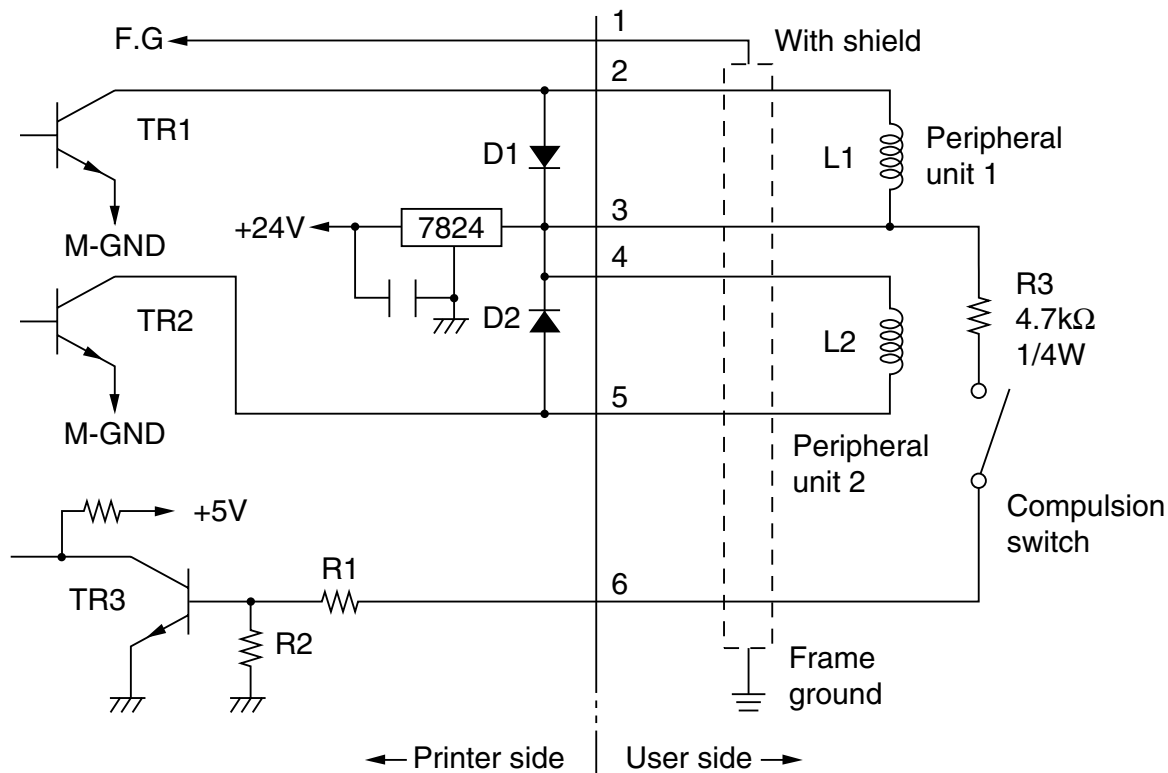 1
F.G
With shield
2
TR1
D1
L1
Peripheral
unit 1
3
+24V
7824
M-GND
4
R3
4.7kΩ
1/4W
TR2
D2
L2
5
M-GND
Peripheral
unit 2
+5V
Compulsion
switch
R1
6
TR3
R2
Frame
ground
Printer side
User side